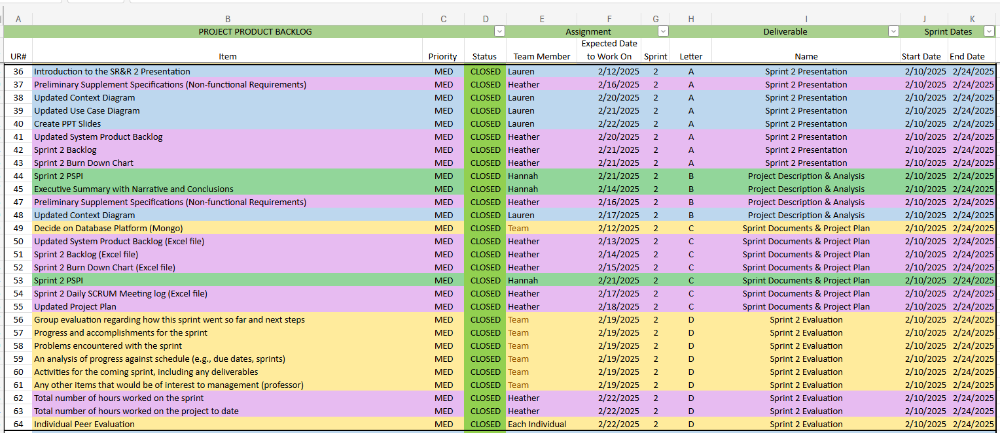 A B C D E F G H I J K
PROJECT PRODUCT BACKLOG Assignment Deliverable Sprint Dates
UR# Item Priority Status Team Member Expected Date to Work On Sprint Letter Name Start Date End Date
36 Introduction to the SR&R 2 Presentation MED CLOSED Lauren 2/12/2025 2 A Sprint 2 Presentation 2/10/2025 2/24/2025
37 Preliminary Supplement Specifications (Non-functional Requirements) MED CLOSED Heather 2/16/2025 2 A Sprint 2 Presentation 2/10/2025 2/24/2025
38 Updated Context Diagram MED CLOSED Lauren 2/20/2025 2 A Sprint 2 Presentation 2/10/2025 2/24/2025
39 Updated Use Case Diagram MED CLOSED Lauren 2/21/2025 2 A Sprint 2 Presentation 2/10/2025 2/24/2025
40 Create PPT Slides MED CLOSED Lauren 2/22/2025 2 A Sprint 2 Presentation 2/10/2025 2/24/2025
41 Updated System Product Backlog MED CLOSED Heather 2/20/2025 2 A Sprint 2 Presentation 2/10/2025 2/24/2025
42 Sprint 2 Backlog MED CLOSED Heather 2/21/2025 2 A Sprint 2 Presentation 2/10/2025 2/24/2025
43 Sprint 2 Burn Down Chart MED CLOSED Heather 2/21/2025 2 A Sprint 2 Presentation 2/10/2025 2/24/2025
44 Sprint 2 PSPI MED CLOSED Hannah 2/21/2025 2 B Project Description & Analysis 2/10/2025 2/24/2025
45 Executive Summary with Narrative and Conclusions MED CLOSED Hannah 2/14/2025 2 B Project Description & Analysis 2/10/2025 2/24/2025
47 Preliminary Supplement Specifications (Non-functional Requirements) MED CLOSED Heather 2/16/2025 2 B Project Description & Analysis 2/10/2025 2/24/2025
48 Updated Context Diagram MED CLOSED Lauren 2/17/2025 2 B Project Description & Analysis 2/10/2025 2/24/2025
49 Decide on Database Platform (Mongo) MED CLOSED Team 2/12/2025 2 C Sprint Documents & Project Plan 2/10/2025 2/24/2025
50 Updated System Product Backlog (Excel file) MED CLOSED Heather 2/13/2025 2 C Sprint Documents & Project Plan 2/10/2025 2/24/2025
51 Sprint 2 Backlog (Excel file) MED CLOSED Heather 2/14/2025 2 C Sprint Documents & Project Plan 2/10/2025 2/24/2025
52 Sprint 2 Burn Down Chart (Excel file) MED CLOSED Heather 2/15/2025 2 C Sprint Documents & Project Plan 2/10/2025 2/24/2025
53 Sprint 2 PSPI MED CLOSED Hannah 2/21/2025 2 C Sprint Documents & Project Plan 2/10/2025 2/24/2025
54 Sprint 2 Daily SCRUM Meeting log (Excel file) MED CLOSED Heather 2/17/2025 2 C Sprint Documents & Project Plan 2/10/2025 2/24/2025
55 Updated Project Plan MED CLOSED Heather 2/18/2025 2 C Sprint Documents & Project Plan 2/10/2025 2/24/2025
56 Group evaluation regarding how this sprint went so far and next steps MED CLOSED Team 2/19/2025 2 D Sprint 2 Evaluation 2/10/2025 2/24/2025
57 Progress and accomplishments for the sprint MED CLOSED Team 2/19/2025 2 D Sprint 2 Evaluation 2/10/2025 2/24/2025
58 Problems encountered with the sprint MED CLOSED Team 2/19/2025 2 D Sprint 2 Evaluation 2/10/2025 2/24/2025
59 An analysis of progress against schedule (e.g., due dates, sprints) MED CLOSED Team 2/19/2025 2 D Sprint 2 Evaluation 2/10/2025 2/24/2025
60 Activities for the coming sprint, including any deliverables MED CLOSED Team 2/19/2025 2 D Sprint 2 Evaluation 2/10/2025 2/24/2025
61 Any other items that would be of interest to management (professor) MED CLOSED Team 2/19/2025 2 D Sprint 2 Evaluation 2/10/2025 2/24/2025
62 Total number of hours worked on the sprint MED CLOSED Heather 2/22/2025 2 D Sprint 2 Evaluation 2/10/2025 2/24/2025
63 Total number of hours worked on the project to date MED CLOSED Heather 2/22/2025 2 D Sprint 2 Evaluation 2/10/2025 2/24/2025
64 Individual Peer Evaluation MED CLOSED Each Individual 2/22/2025 2 D Sprint 2 Evaluation 2/10/2025 2/24/2025